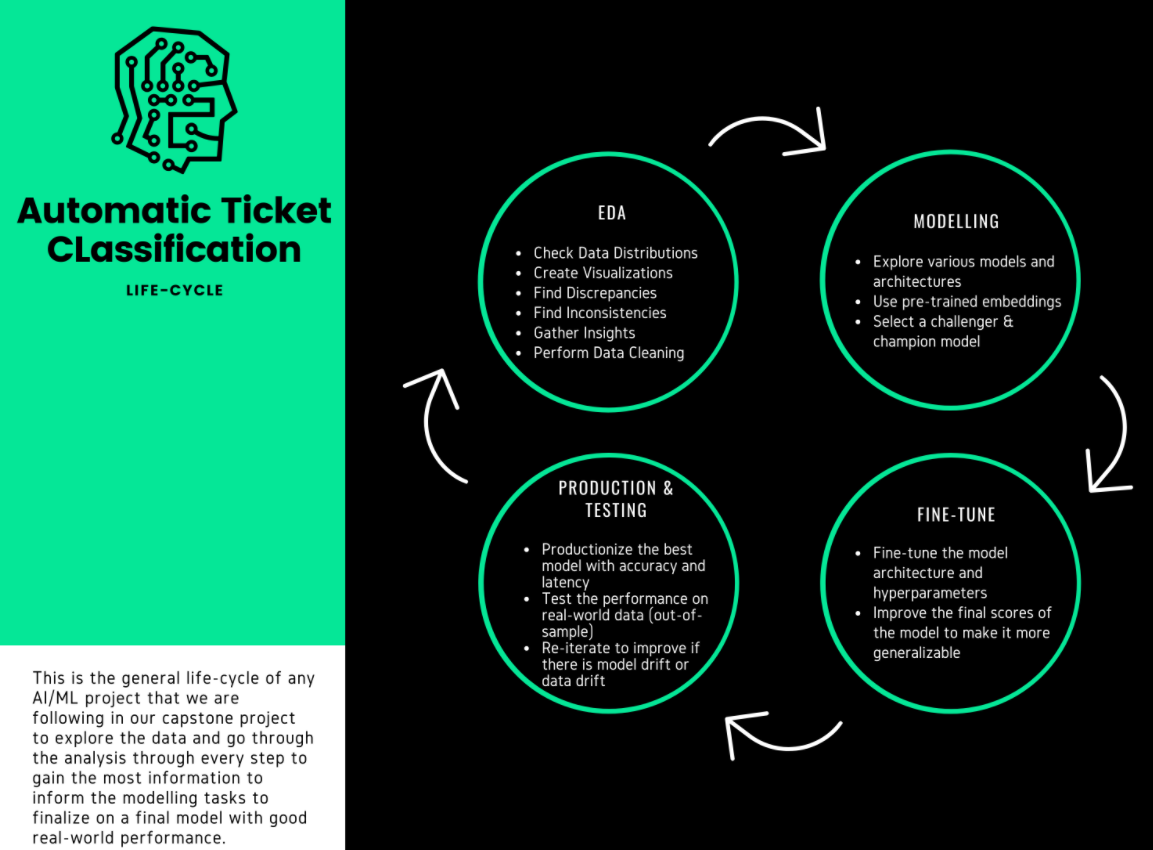 Automatic Ticket
CLassification
LIFE-CYCLE
This is the general life-cycle of any
AI/ML project that we are
following in our capstone project
to explore the data and go through
the analysis through every step to
gain the most information to
inform the modelling tasks to
finalize on a final model with good
real-world performance.
EDA
• Check Data Distributions
• Create Visualizations
• Find Discrepancies
• Find Inconsistencies
• Gather Insights
• Perform Data Cleaning
MODELLING
• Explore various models and
architectures
• Use pre-trained embeddings
• Select a challenger &
champion model
FINE-TUNE
• Fine-tune the model
architecture and
hyperparameters
• Improve the final scores of
the model to make it more
generalizable
PRODUCTION &
TESTING
• Productionize the best
model with accuracy and
latency
• Test the performance on
real-world data (out-of-
sample)
• Re-iterate to improve if
there is model drift or
data drift